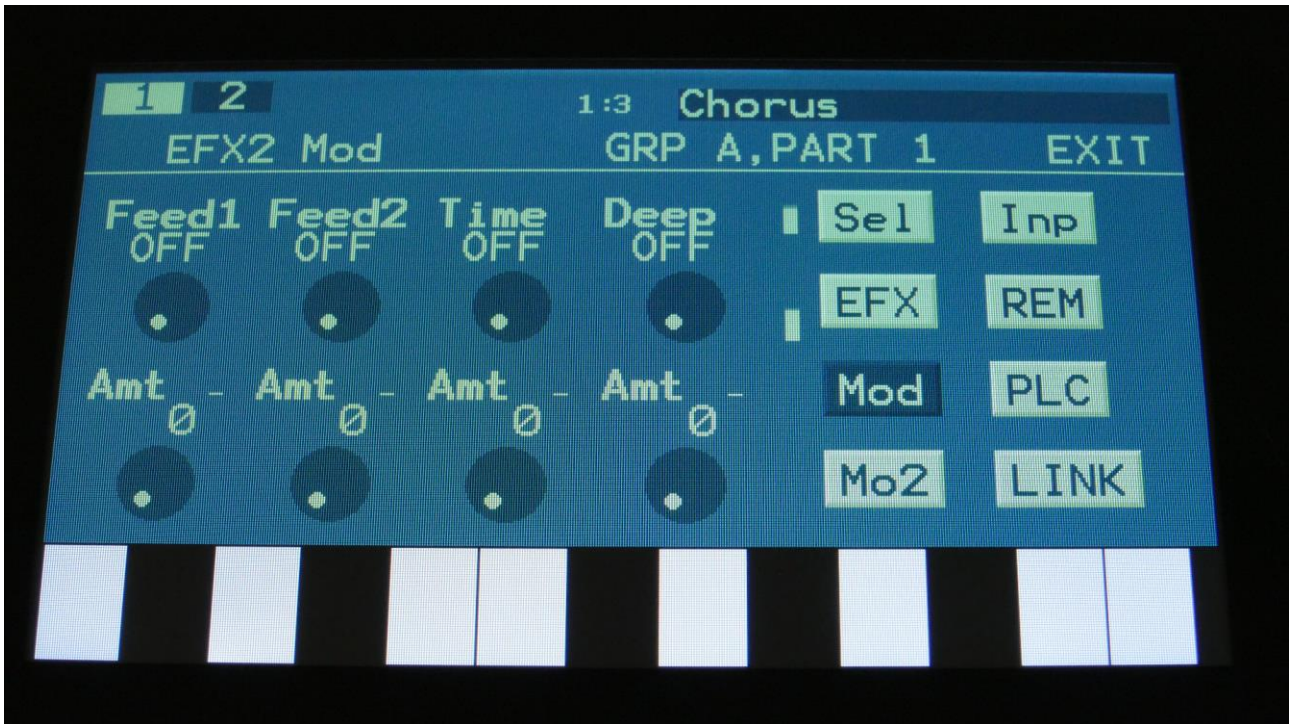 1 2 1:3 Chorus
EFX2 Mod GRP A,PART 1 EXIT
Feed1 Feed2 Time Deep Sel Inp
OFF OFF OFF OFF
EFX REM
Amt - Amt - Amt - Amt - Mod PLC
0 0 0 0
Mo2 LINK